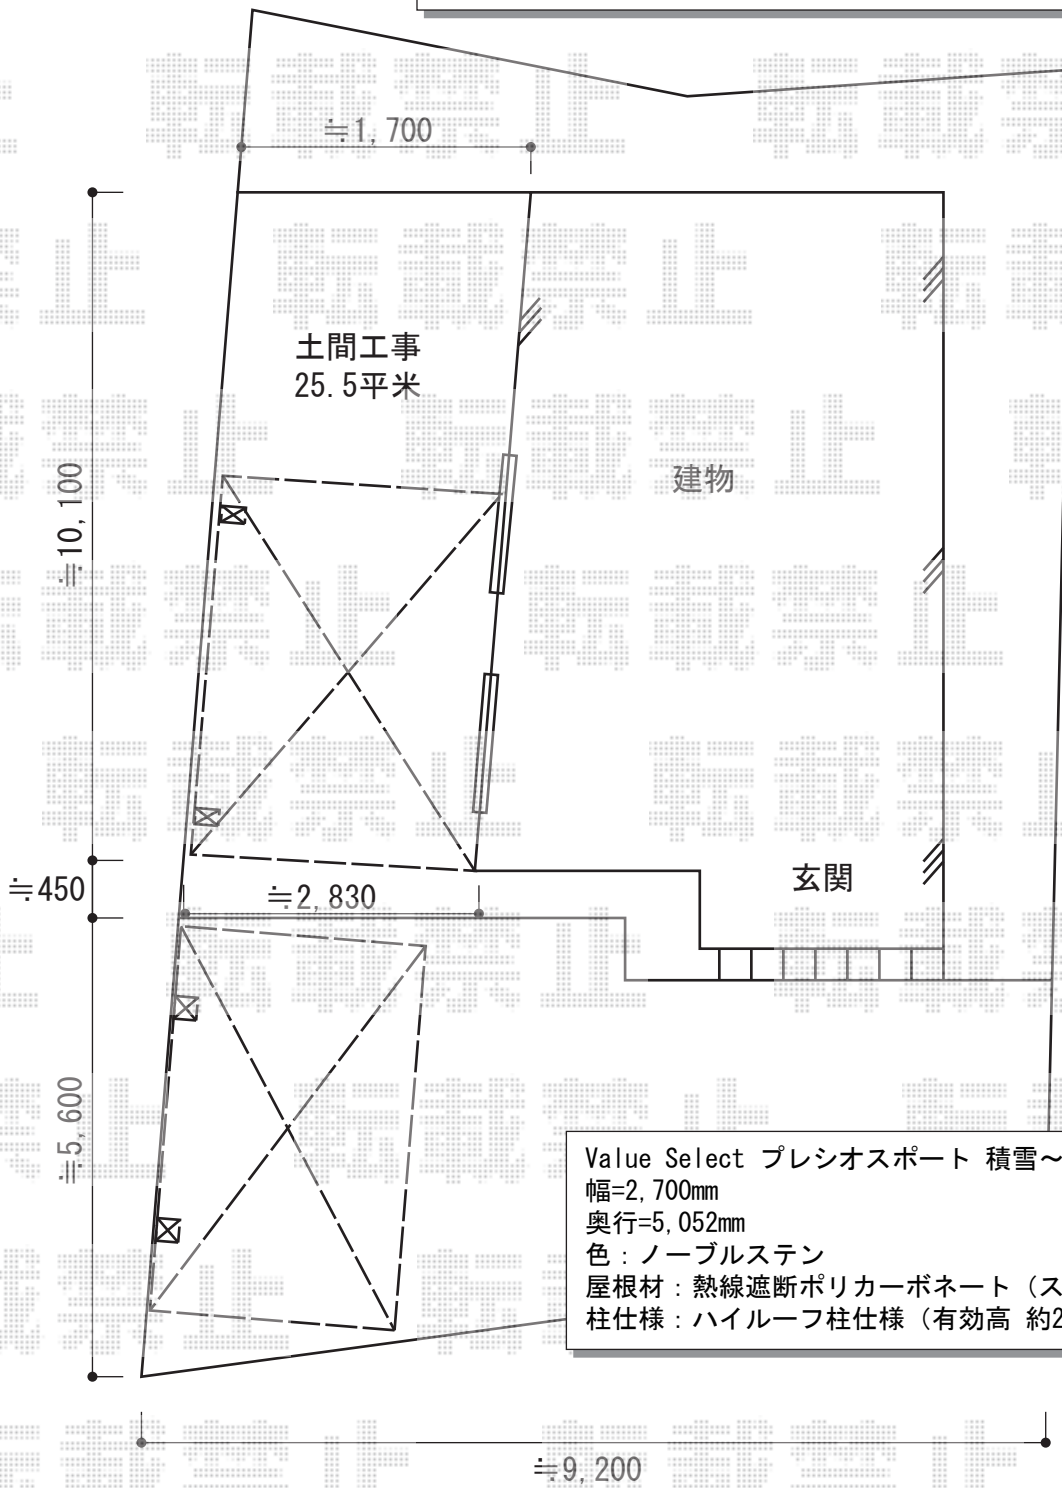 ≒1,700
土間工事
25.5平米
建物
≒10,100
玄関
≒450
≒2,830
≒5,600
Value Select プレシオスポート 積雪～
幅=2,700mm
奥行=5,052mm
色：ノーブルステン
屋根材：熱線遮断ポリカーボネート（ス
柱仕様：ハイルーフ柱仕様（有効高 約2
≒9,200
転載禁止